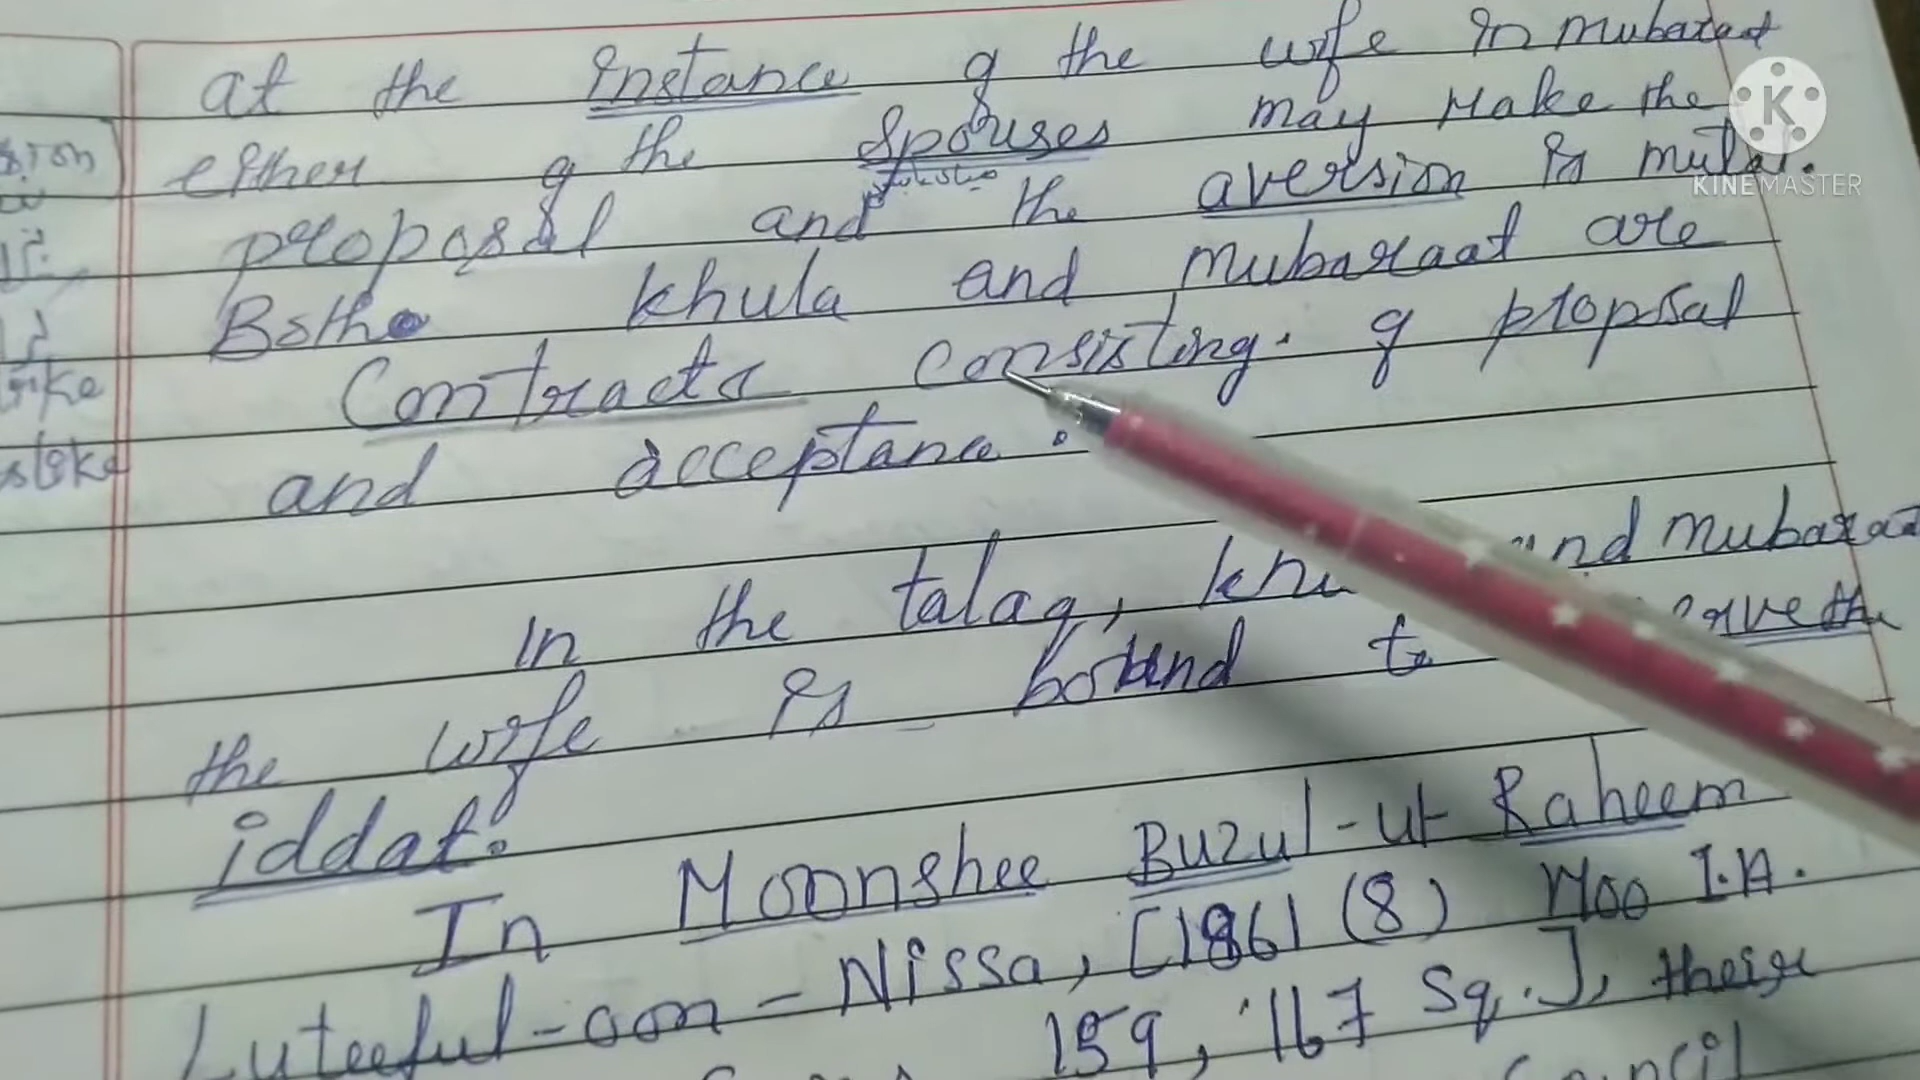 at the instance of the wife in mubaraat
either of the spouses may make the
proposal and the aversion is mutal.
Both khula and mubaraat are
Contracts consisting. of proposal
and acceptance.
In the talaq, and mubaraat
the wife is bound to the
iddat.
In Moonshee Buzul-ut Raheem
Luteeful-oon-Nissa, [1861 (8) Moo I.A.
159, 167 Sq.], their
KINEMASTER